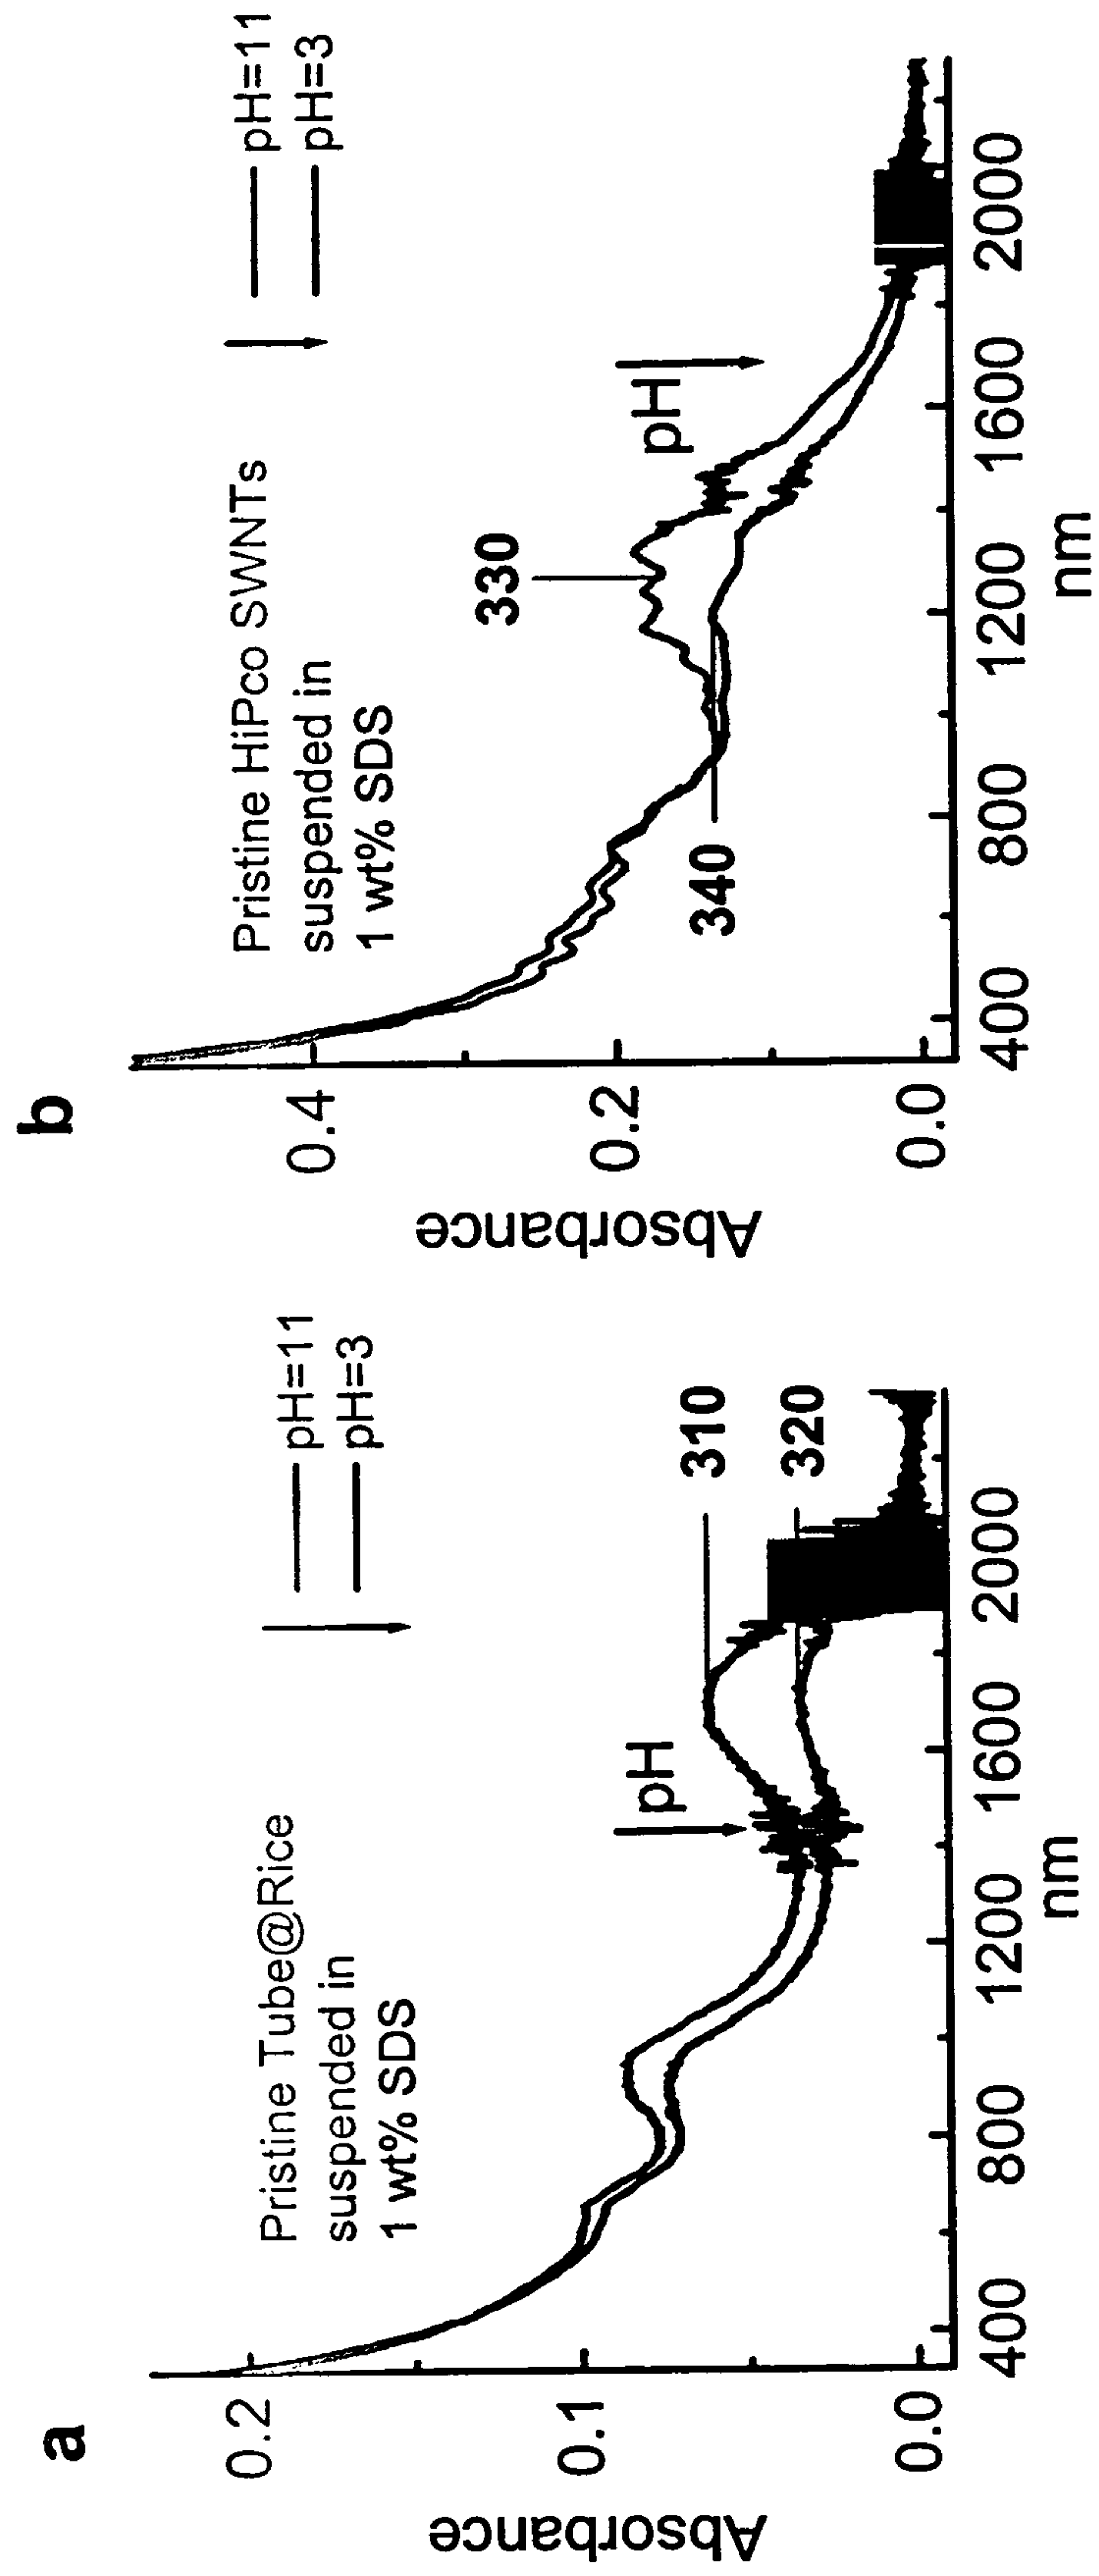 a
Pristine Tube@Rice
suspended in
1 wt% SDS
pH=11
pH=3
pH
310
320
Absorbance
0.2
0.1
0.0
400
800
1200
1600
2000
nm
b
Pristine HiPco SWNTs
suspended in
1 wt% SDS
pH=11
pH=3
330
pH
340
Absorbance
0.4
0.2
0.0
400
800
1200
1600
2000
nm